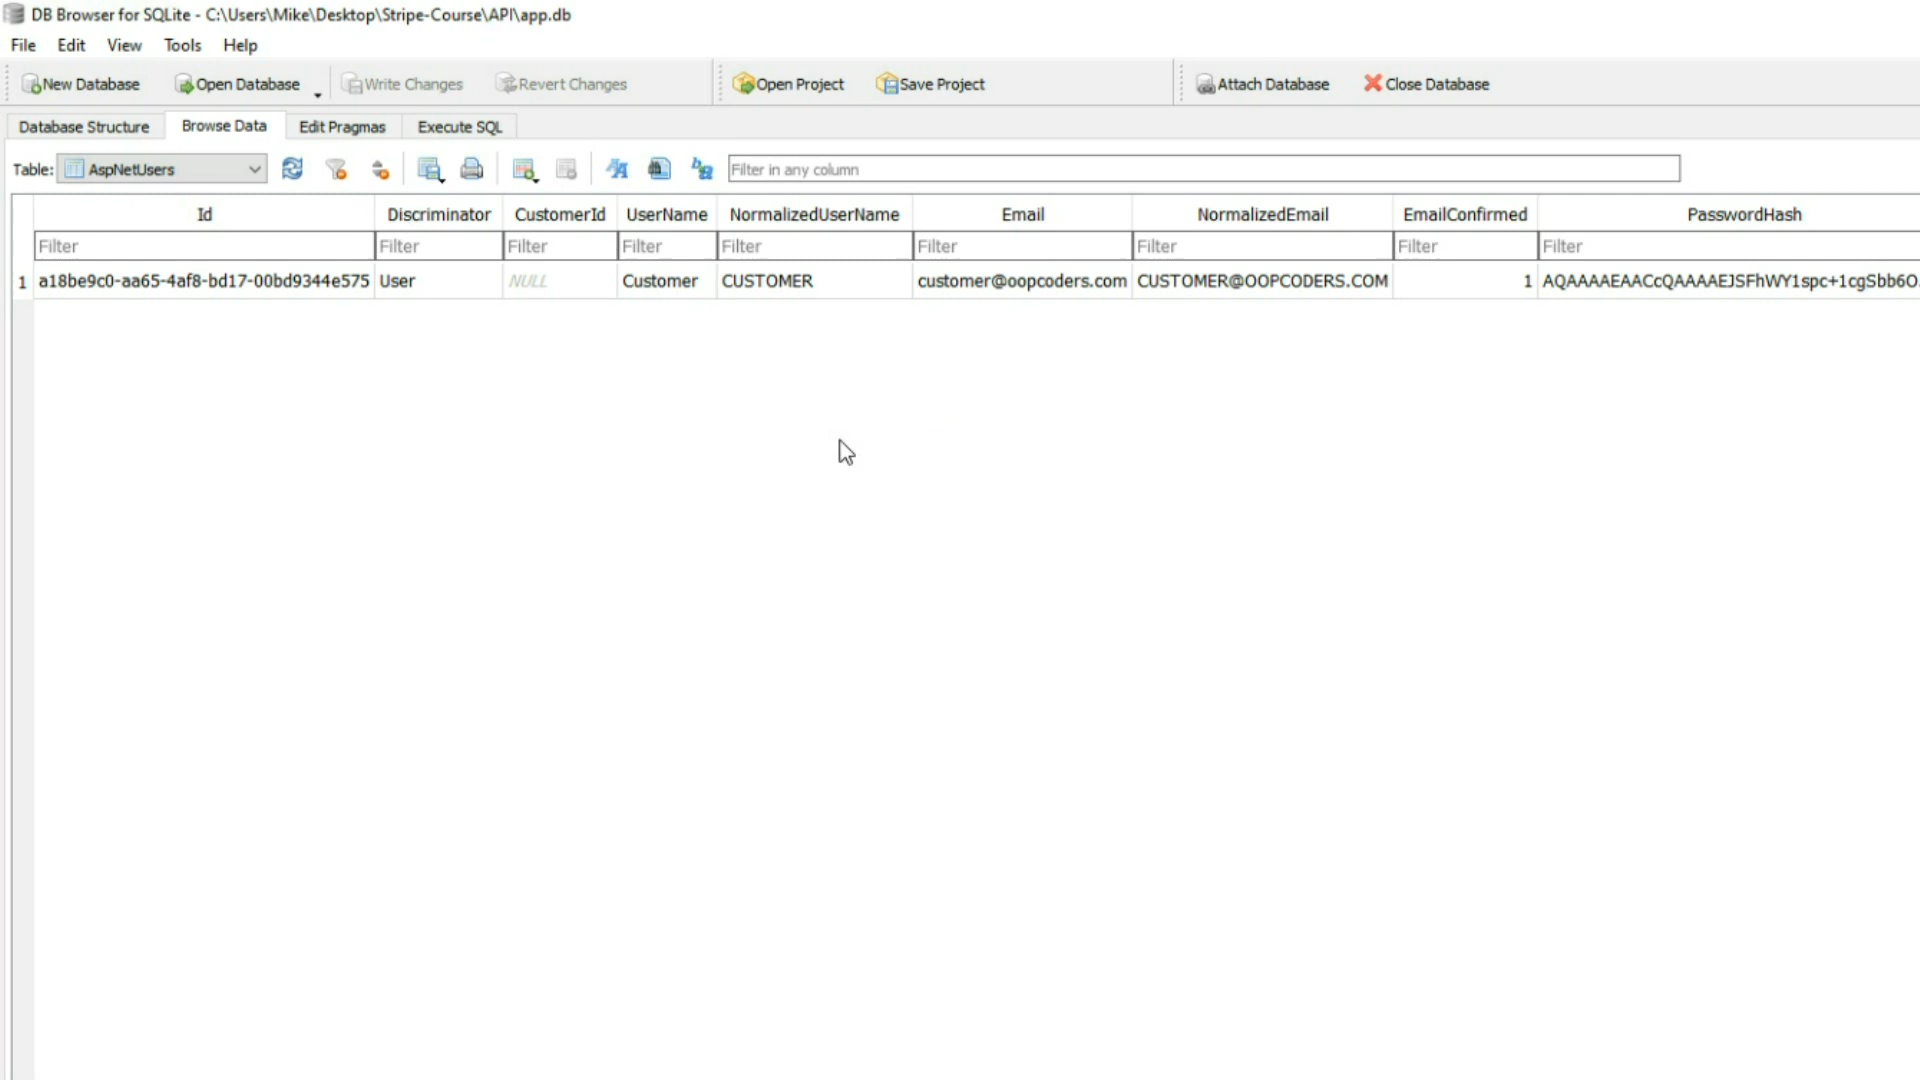 DB Browser for SQLite - C:\Users\Mike\Desktop\Stripe-Course\API\app.db
File Edit View Tools Help
New Database Open Database Write Changes Revert Changes Open Project Save Project Attach Database Close Database
Database Structure Browse Data Edit Pragmas Execute SQL
Table: AspNetUsers Filter in any column
Id Discriminator CustomerId UserName NormalizedUserName Email NormalizedEmail EmailConfirmed PasswordHash
Filter Filter Filter Filter Filter Filter Filter Filter Filter
1 a18be9c0-aa65-4af8-bd17-00bd9344e575 User NULL Customer CUSTOMER customer@oopcoders.com CUSTOMER@OOPCODERS.COM 1 AQAAAAEAACcQAAAAEJSFhWY1spc+1cgSbb6O